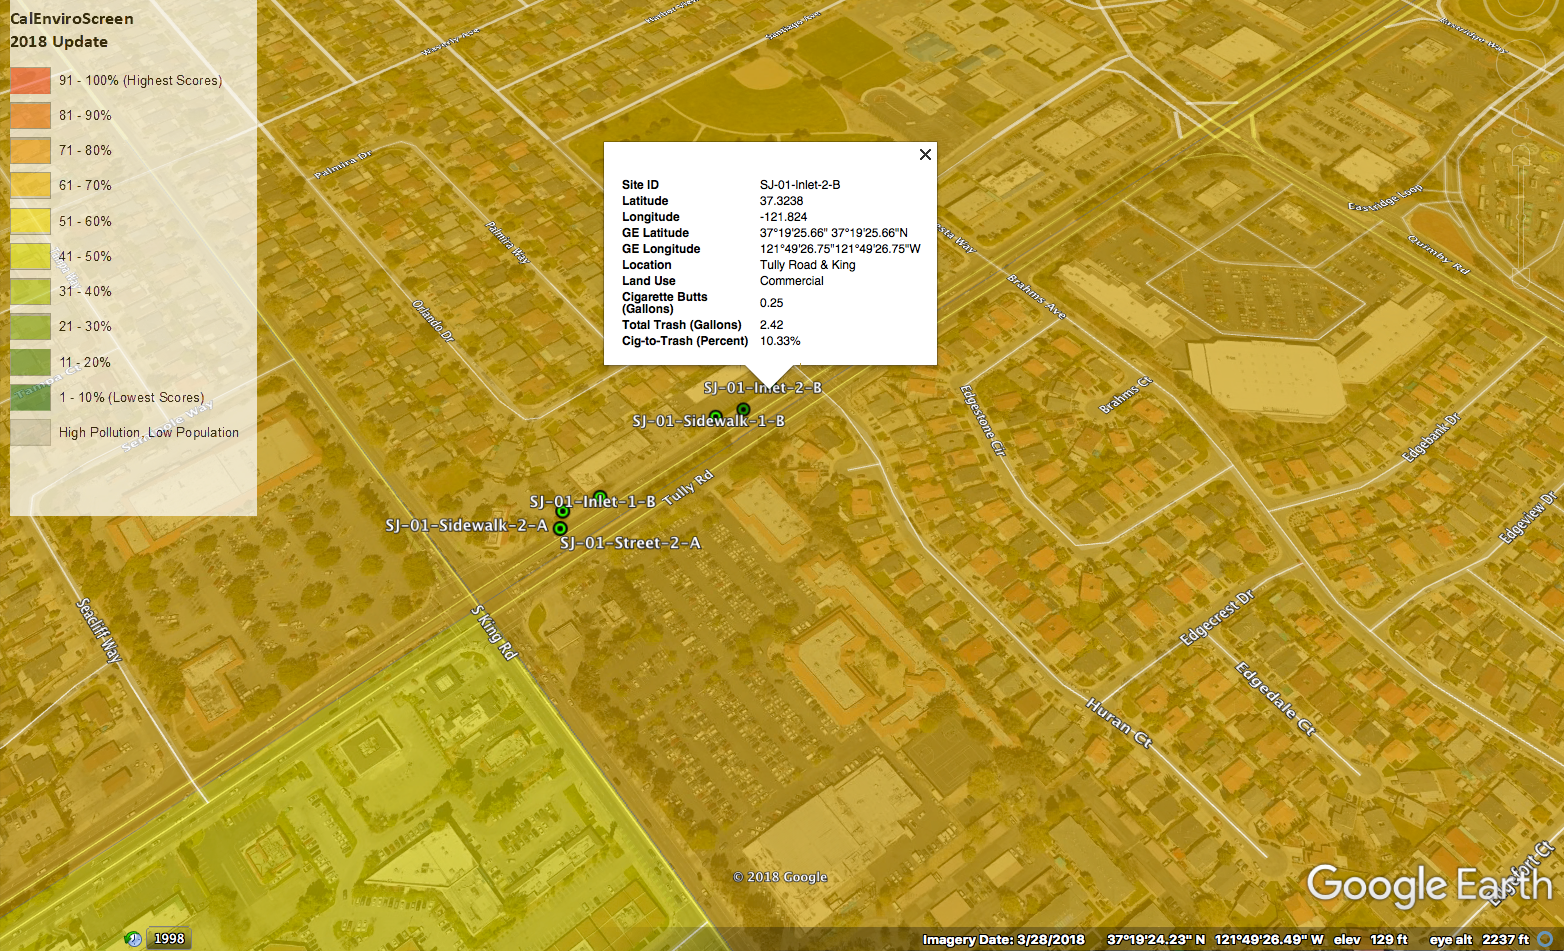 CalEnviroScreen
2018 Update
91 - 100% (Highest Scores)
81 - 90%
71 - 80%
61 - 70%
51 - 60%
41 - 50%
31 - 40%
21 - 30%
11 - 20%
1 - 10% (Lowest Scores)
High Pollution, Low Population
Site ID SJ-01-Inlet-2-B
Latitude 37.3238
Longitude -121.824
GE Latitude 37°19'25.66" 37°19'25.66"N
GE Longitude 121°49'26.75"121°49'26.75"W
Location Tully Road & King
Land Use Commercial
Cigarette Butts
(Gallons) 0.25
Total Trash (Gallons) 2.42
Cig-to-Trash (Percent) 10.33%
Palmira Dr
Palmira Way
Orlando Dr
Eastridge Loop
Quimby Rd
esta Way
Brahms Ave
Brahms Ct
Edgestone Cir
Edgebank Dr
Edgeview Dr
SJ-01-Inlet-2-B
SJ-01-Sidewalk-1-B
SJ-01-Inlet-1-B
Tully Rd
SJ-01-Sidewalk-2-A
SJ-01-Street-2-A
Seacliff Way
S King Rd
Edgecrest Dr
Edgedale Ct
Huran Ct
© 2018 Google
Google Earth
1998
Imagery Date: 3/28/2018 37°19'24.23" N 121°49'26.49" W elev 129 ft eye alt 2237 ft